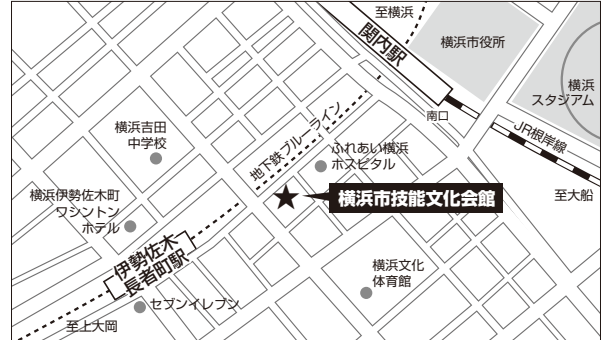 至横浜
関内駅
横浜市役所
横浜
スタジアム
南口
JR根岸線
至大船
横浜吉田
中学校
地下鉄ブルーライン
ふれあい横浜
ホスピタル
横浜市技能文化会館
横浜伊勢佐木町
ワシントン
ホテル
伊勢佐木
長者町駅
横浜文化
体育館
セブンイレブン
至上大岡